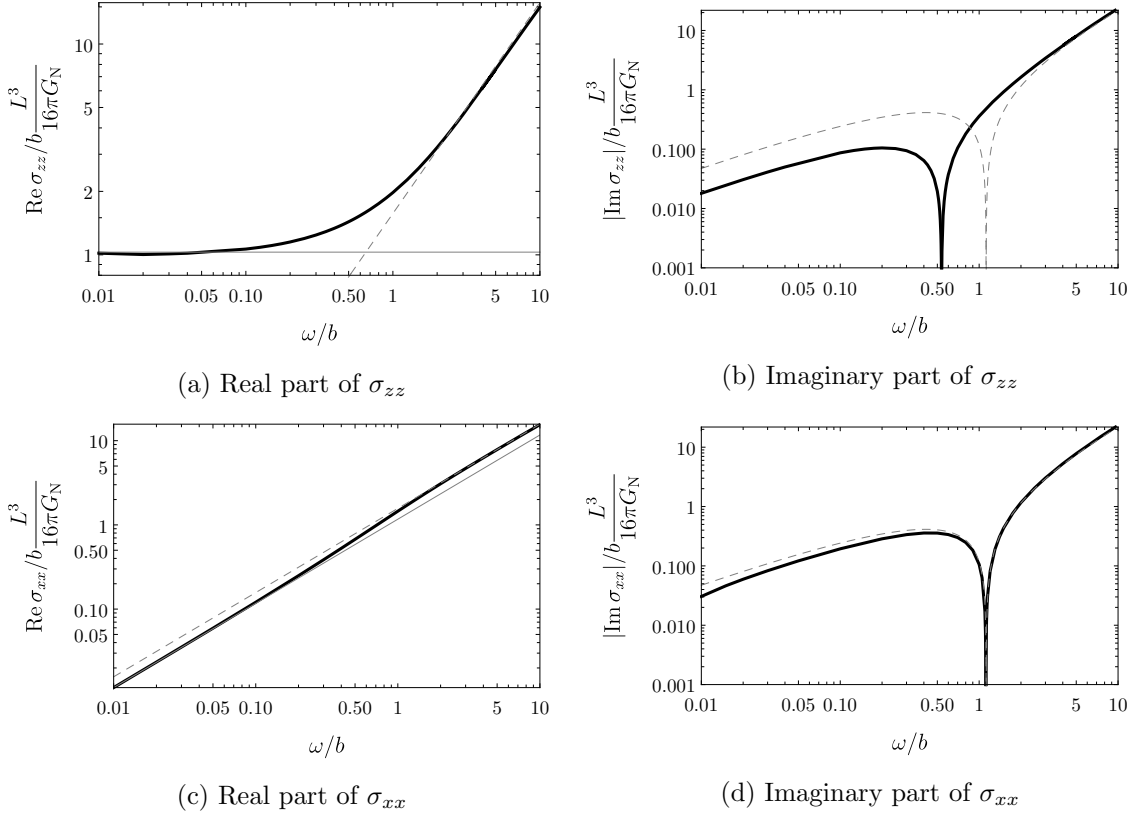 Re σzz/b L³/16πG_N
10
5
2
1
0.01 0.05 0.10 0.50 1 5 10
ω/b
(a) Real part of σzz
|Im σzz|/b L³/16πG_N
10
1
0.100
0.010
0.001
0.01 0.05 0.10 0.50 1 5 10
ω/b
(b) Imaginary part of σzz
Re σxx/b L³/16πG_N
10
5
1
0.50
0.10
0.05
0.01 0.05 0.10 0.50 1 5 10
ω/b
(c) Real part of σxx
|Im σxx|/b L³/16πG_N
10
1
0.100
0.010
0.001
0.01 0.05 0.10 0.50 1 5 10
ω/b
(d) Imaginary part of σxx